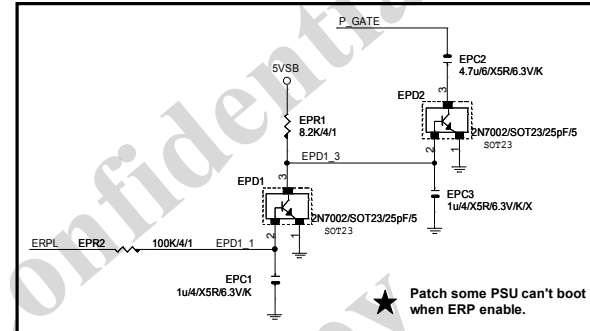 P_GATE
EPC2
4.7u/6/X5R/6.3V/K
5VSB
3
EPD2
EPR1
8.2K/4/1
2N7002/SOT23/25pF/5
SOT23
2
1
EPD1_3
3
EPD1
EPC3
1u/4/X5R/6.3V/K/X
2N7002/SOT23/25pF/5
SOT23
2
1
ERPL
EPR2
100K/4/1
EPD1_1
EPC1
1u/4/X5R/6.3V/K
Patch some PSU can't boot
when ERP enable.
onfidentia